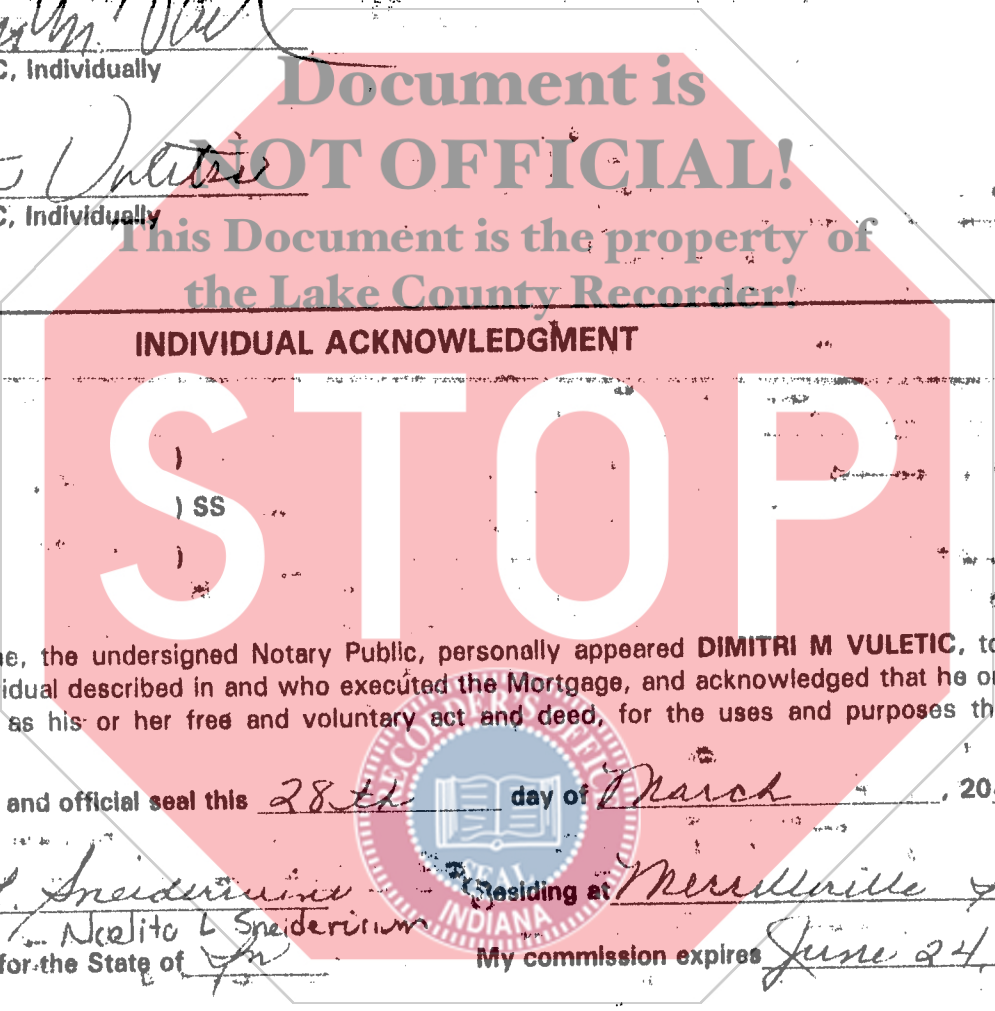 C, Individually
Document is
NOT OFFICIAL!
Vuletic
C, Individually
This Document is the property of
the Lake County Recorder!
INDIVIDUAL ACKNOWLEDGMENT
STOP
)
) SS
)
e, the undersigned Notary Public, personally appeared DIMITRI M VULETIC, to
idual described in and who executed the Mortgage, and acknowledged that he or
as his or her free and voluntary act and deed, for the uses and purposes th
and official seal this 28th day of March, 20
RECORDER'S OFFICE
SEAL
INDIANA
Residing at Merrillville
L
for the State of In
My commission expires June 24,